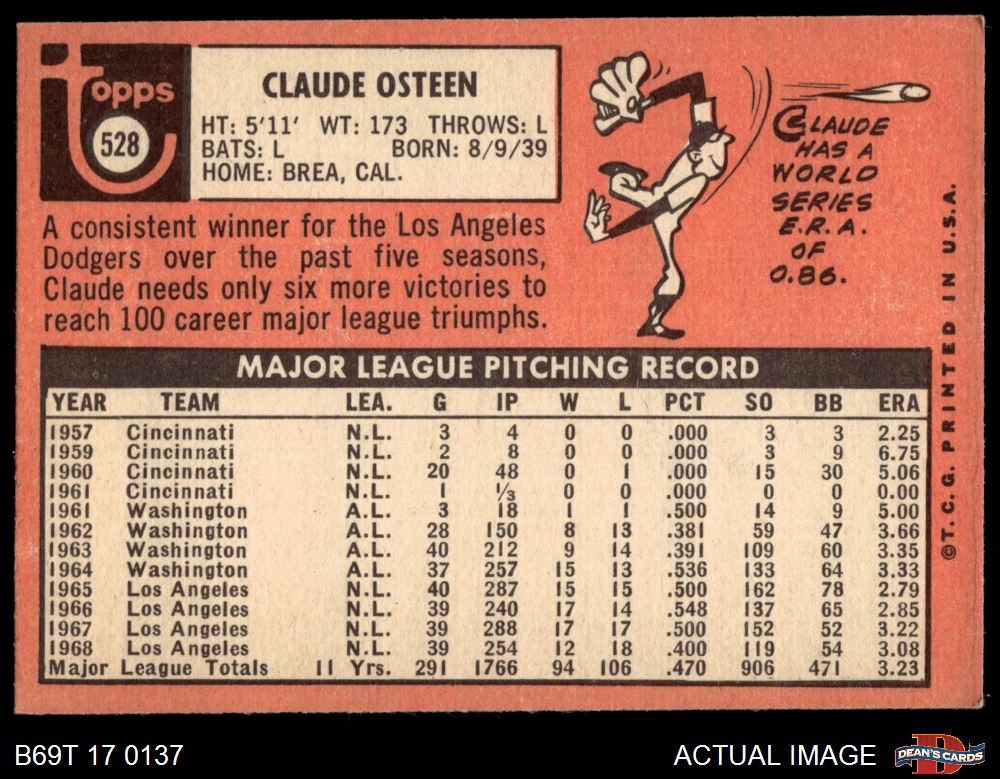 Topps
528
CLAUDE OSTEEN
HT: 5'11' WT: 173 THROWS: L
BATS: L BORN: 8/9/39
HOME: BREA, CAL.
A consistent winner for the Los Angeles
Dodgers over the past five seasons,
Claude needs only six more victories to
reach 100 career major league triumphs.
CLAUDE
HAS A
WORLD
SERIES
E.R.A.
OF
0.86.
MAJOR LEAGUE PITCHING RECORD
YEAR TEAM LEA. G IP W L PCT SO BB ERA
1957 Cincinnati N.L. 3 4 0 0 .000 3 3 2.25
1959 Cincinnati N.L. 2 8 0 0 .000 3 9 6.75
1960 Cincinnati N.L. 20 48 0 1 .000 15 30 5.06
1961 Cincinnati N.L. 1 ⅓ 0 0 .000 0 0 0.00
1961 Washington A.L. 3 18 1 1 .500 14 9 5.00
1962 Washington A.L. 28 150 8 13 .381 59 47 3.66
1963 Washington A.L. 40 212 9 14 .391 109 60 3.35
1964 Washington A.L. 37 257 15 13 .536 133 64 3.33
1965 Los Angeles N.L. 40 287 15 15 .500 162 78 2.79
1966 Los Angeles N.L. 39 240 17 14 .548 137 65 2.85
1967 Los Angeles N.L. 39 288 17 17 .500 152 52 3.22
1968 Los Angeles N.L. 39 254 12 18 .400 119 54 3.08
Major League Totals 11 Yrs. 291 1766 94 106 .470 906 471 3.23
©T.C.G. PRINTED IN U.S.A.
B69T 17 0137
ACTUAL IMAGE
DEAN'S CARDS